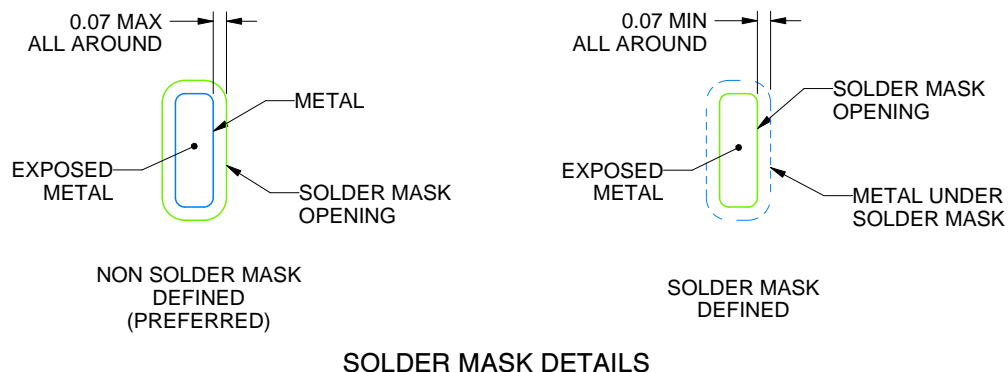 0.07 MAX
ALL AROUND
METAL
EXPOSED
METAL
SOLDER MASK
OPENING
NON SOLDER MASK
DEFINED
(PREFERRED)
0.07 MIN
ALL AROUND
SOLDER MASK
OPENING
EXPOSED
METAL
METAL UNDER
SOLDER MASK
SOLDER MASK
DEFINED
SOLDER MASK DETAILS